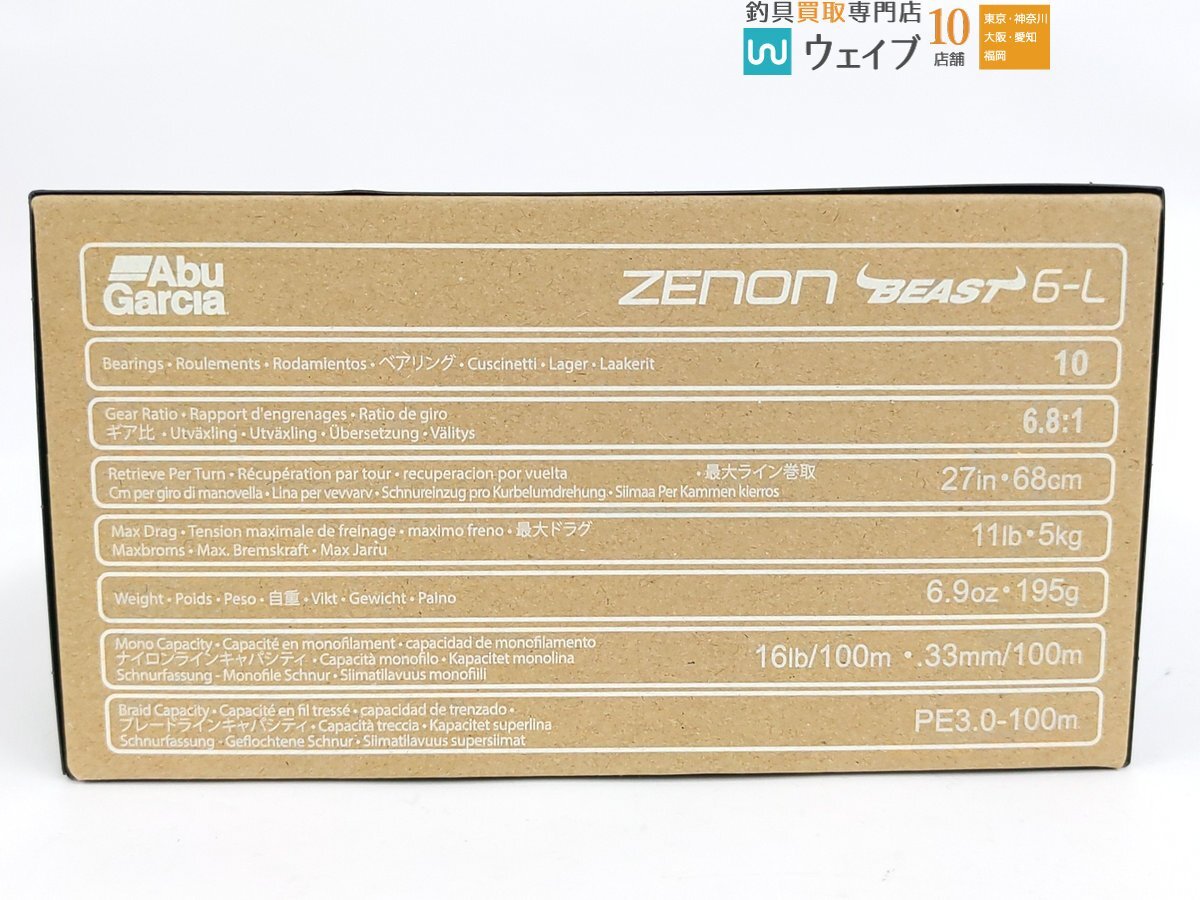 釣具買取専門店
ウェイブ
10
店舗
東京・神奈川
大阪・愛知
福岡
Abu
Garcia
ZENON BEAST 6-L
Bearings • Roulements • Rodamientos • ベアリング • Cuscinetti • Lager • Laakerit
10
Gear Ratio • Rapport d'engrenages • Ratio de giro
ギア比 • Utväxling • Utväxling • Übersetzung • Välitys
6.8:1
Retrieve Per Turn • Récupération par tour • recuperacion por vuelta • 最大ライン巻取
Cm per giro di manovella • Lina per vevvarv • Schnureinzug pro Kurbelumdrehung • Siimaa Per Kammen kierros
27in • 68cm
Max Drag • Tension maximale de freinage • maximo freno • 最大ドラグ
Maxbroms • Max. Bremskraft • Max Jarru
11lb • 5kg
Weight • Poids • Peso • 自重 • Vikt • Gewicht • Paino
6.9oz • 195g
Mono Capacity • Capacité en monofilament • capacidad de monofilamento
ナイロンラインキャパシティ • Capacità monofilo • Kapacitet monolina
Schnurfassung - Monofile Schnur • Siimatilavuus monofiili
16lb/100m • .33mm/100m
Braid Capacity • Capacité en fil tressé • capacidad de trenzado •
ブレードラインキャパシティ • Capacità treccia • Kapacitet superlina
Schnurfassung - Geflochtene Schnur • Siimatilavuus supersiimat
PE3.0-100m